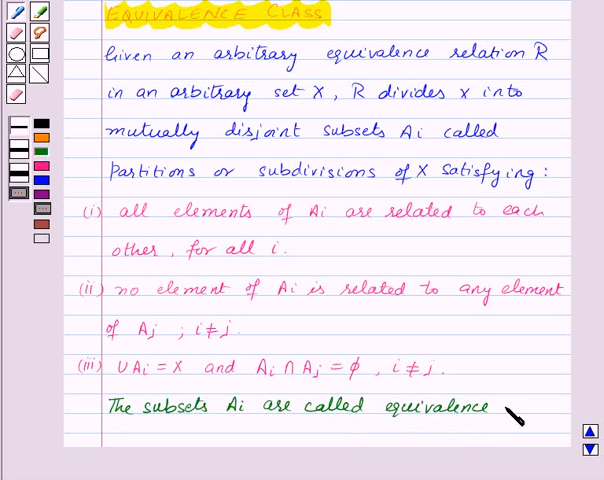 EQUIVALENCE CLASS
Given an arbitrary equivalence relation R
in an arbitrary set X, R divides X into
mutually disjoint subsets Ai called
partitions or subdivisions of X satisfying:
(i) all elements of Ai are related to each
other, for all i.
(ii) no element of Ai is related to any element
of Aj ; i≠j.
(iii) ∪Ai = X and Ai ∩ Aj = ϕ, i≠j.
The subsets Ai are called equivalence